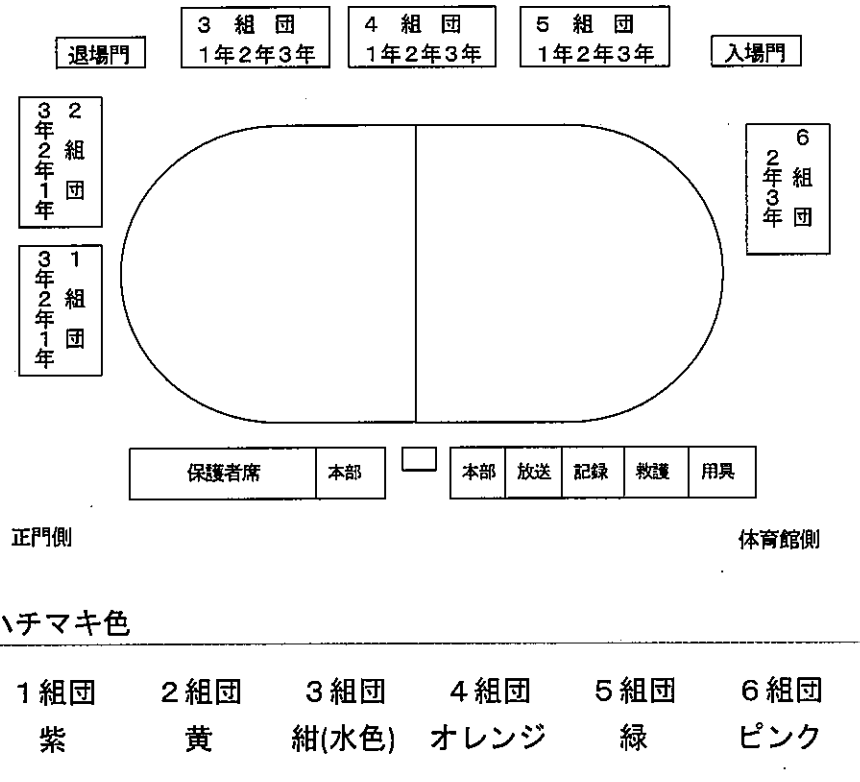 3 組 団
1年2年3年
4 組 団
1年2年3年
5 組 団
1年2年3年
退場門
入場門
2組団
3年2年1年
6組団
2年3年
1組団
3年2年1年
保護者席
本部
本部
放送
記録
救護
用具
正門側
体育館側
ハチマキ色
1組団 2組団 3組団 4組団 5組団 6組団
紫 黄 紺(水色) オレンジ 緑 ピンク